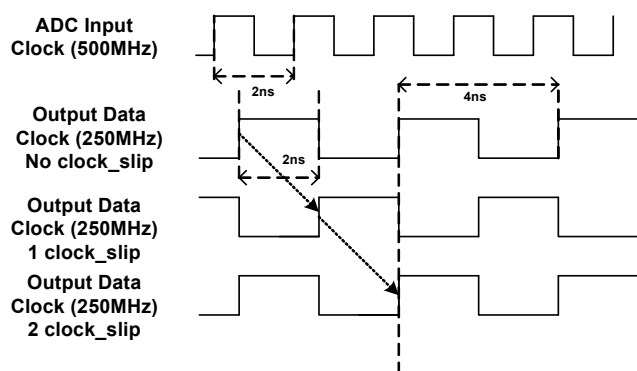 ADC Input
Clock (500MHz)
2ns
4ns
Output Data
Clock (250MHz)
No clock_slip
2ns
Output Data
Clock (250MHz)
1 clock_slip
Output Data
Clock (250MHz)
2 clock_slip